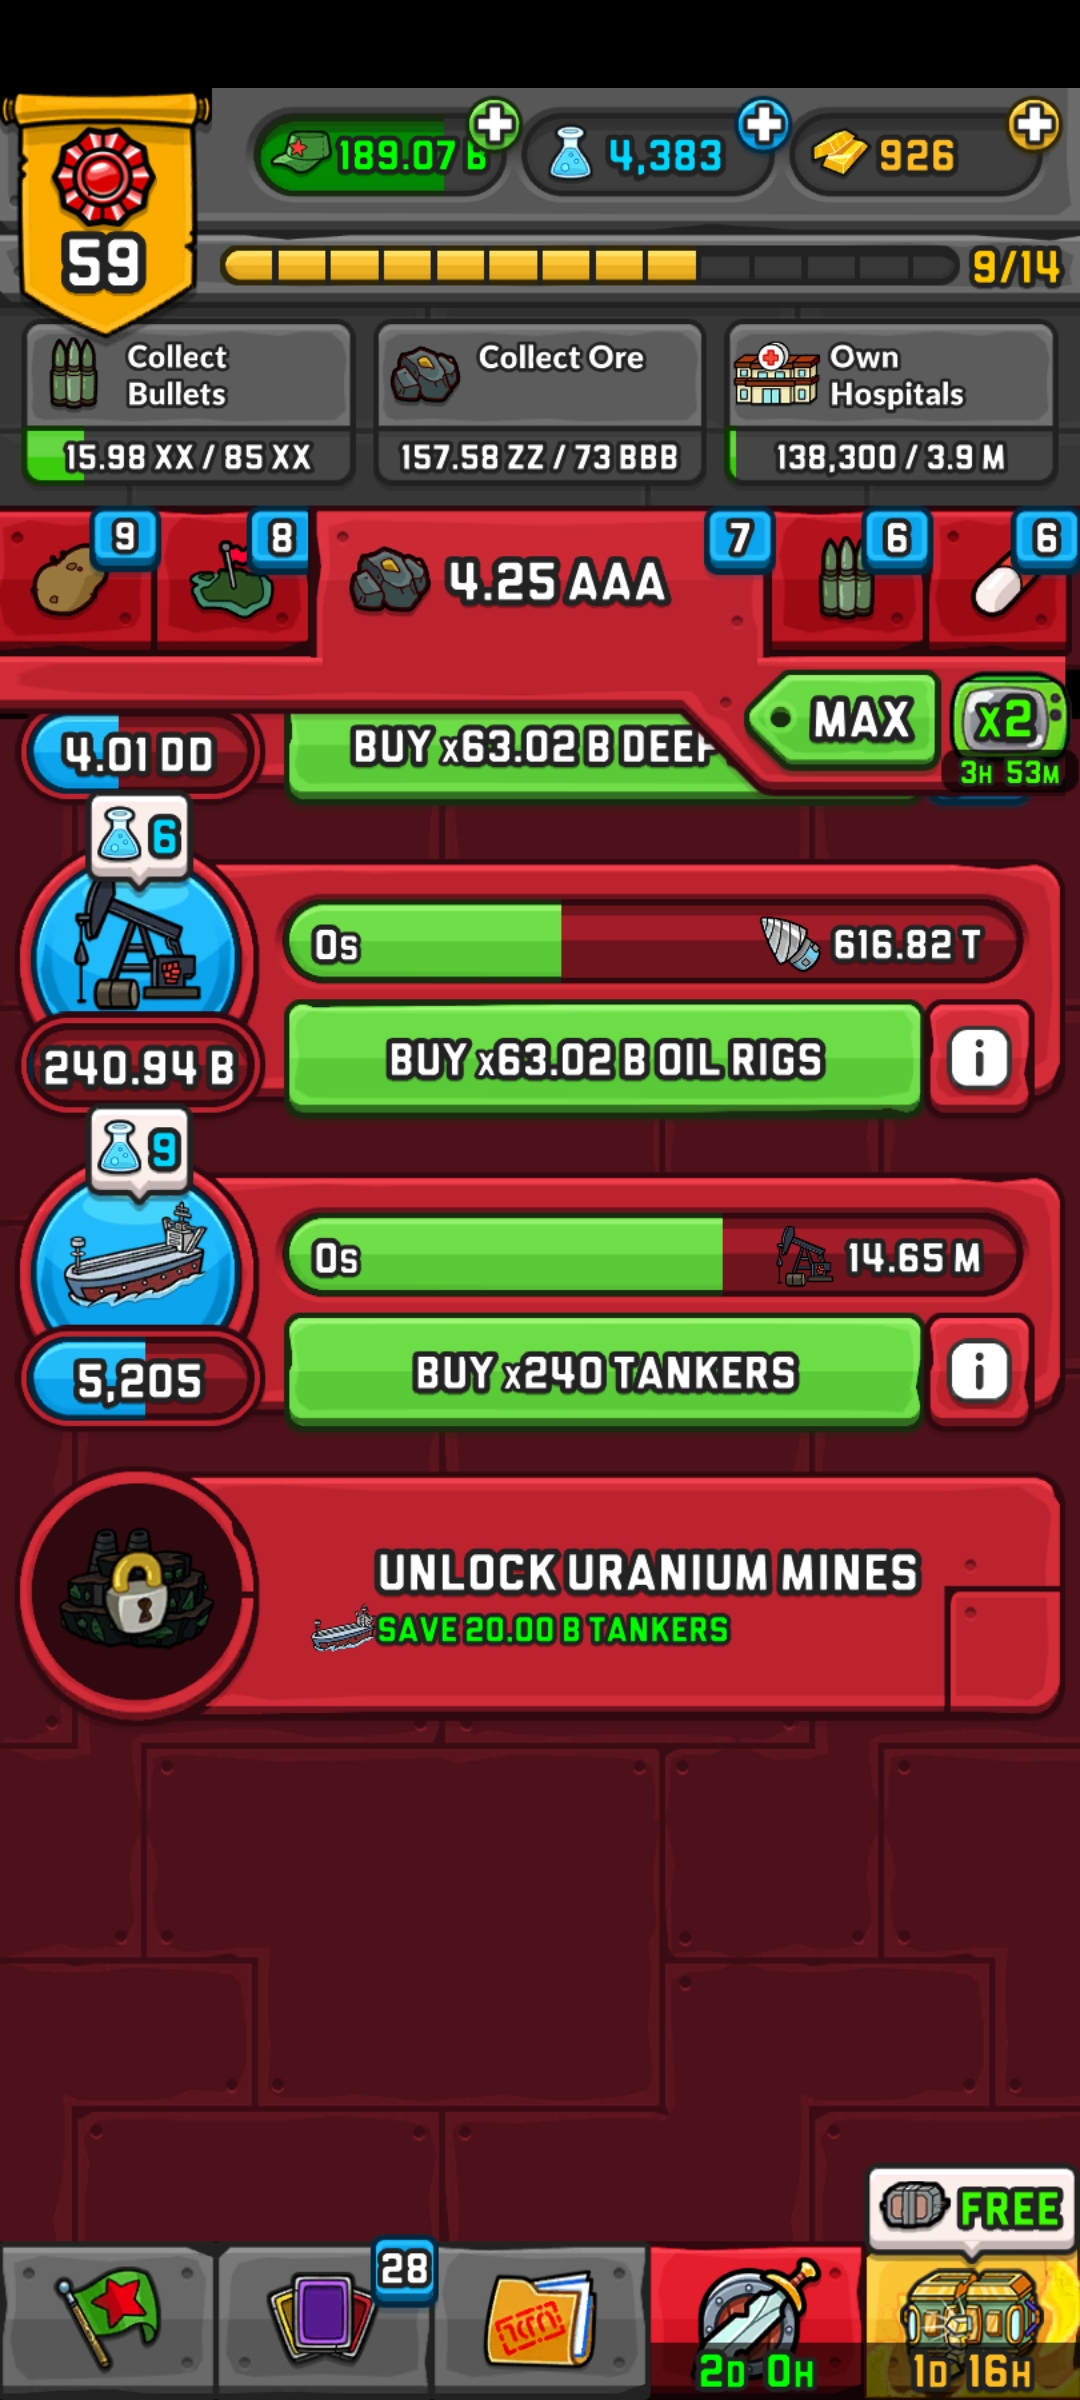 189.07 B
4,383
926
59
9/14
Collect
Bullets
15.98 XX / 85 XX
Collect Ore
157.58 ZZ / 73 BBB
Own
Hospitals
138,300 / 3.9 M
9
8
4.25 AAA
7
6
6
MAX
x2
3H 53M
4.01 DD
BUY x63.02 B DEEP
6
0s
616.82 T
240.94 B
BUY x63.02 B OIL RIGS
i
9
0s
14.65 M
5,205
BUY x240 TANKERS
i
UNLOCK URANIUM MINES
SAVE 20.00 B TANKERS
FREE
28
2D 0H
1D 16H